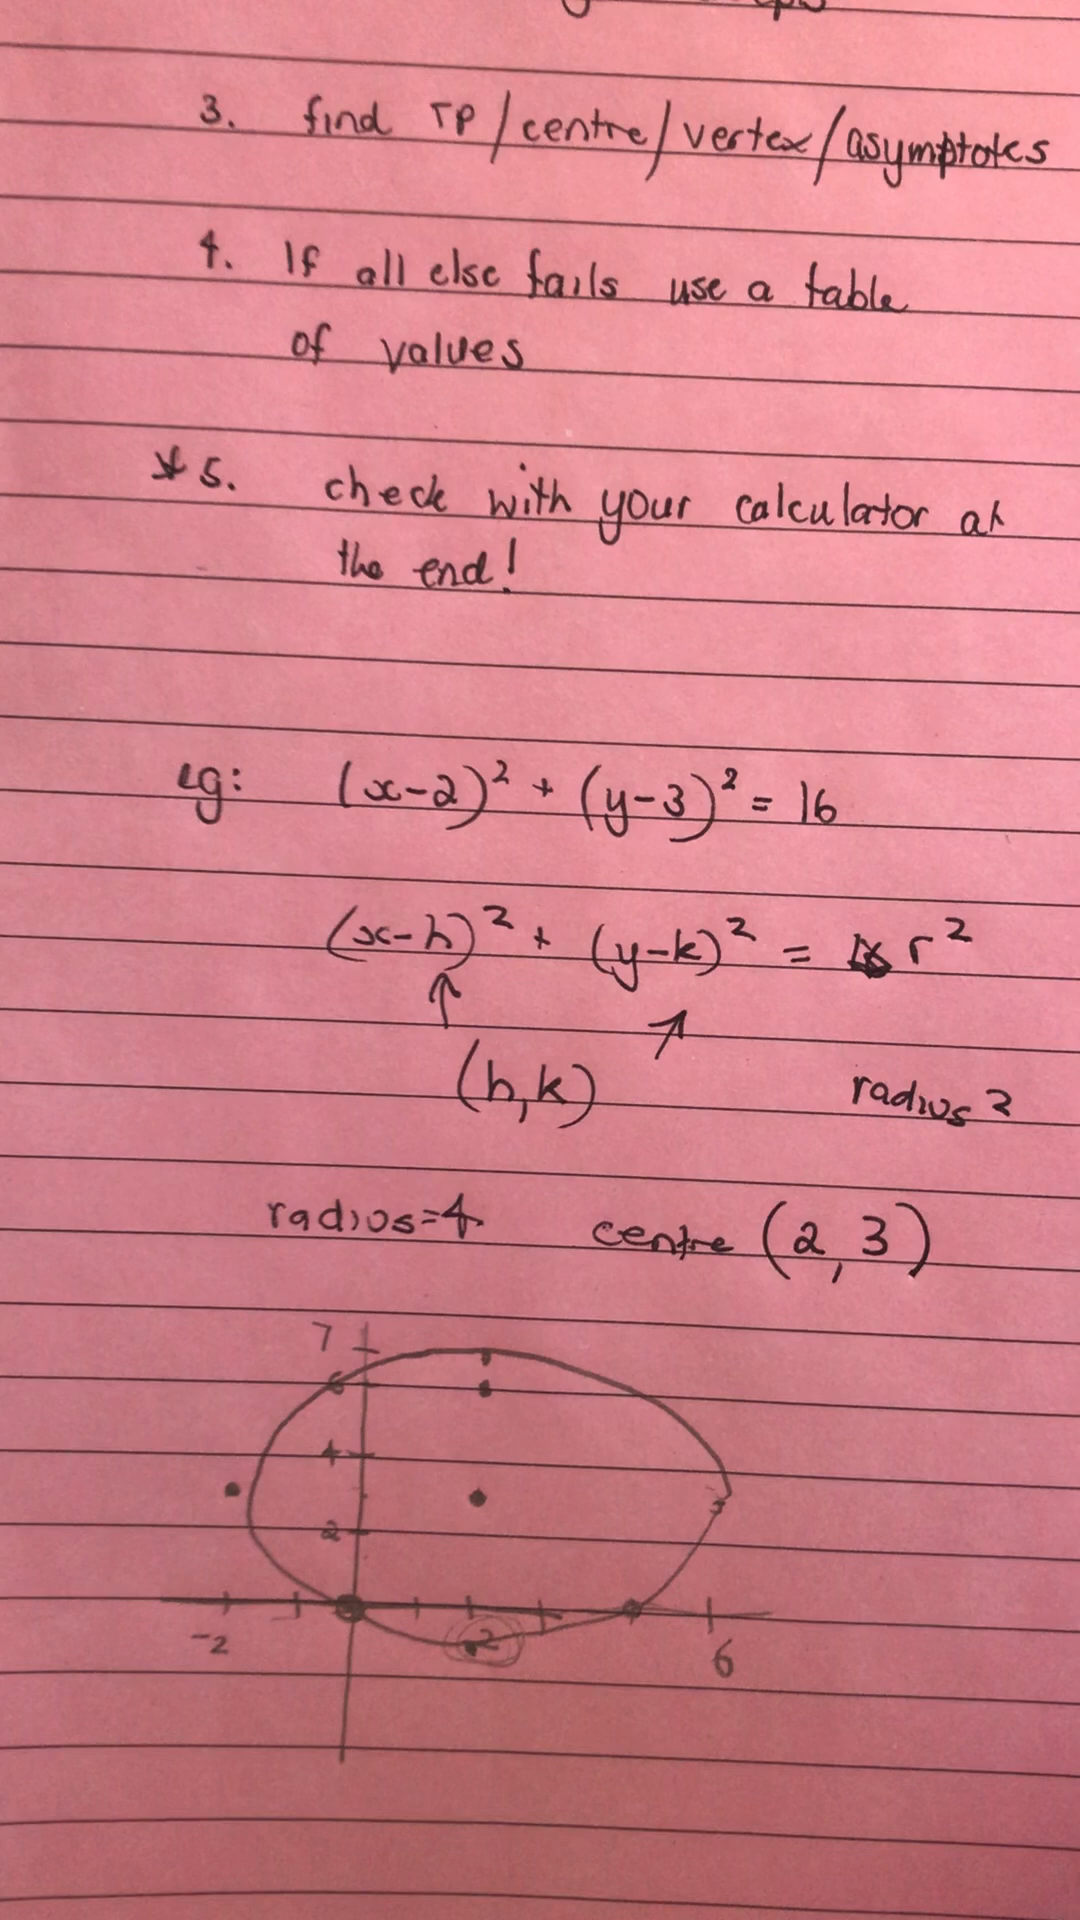 3. find TP/centre/vertex/asymptotes
4. If all else fails use a table
of values
* 5. check with your calculator at
the end!
eg: (x-2)² + (y-3)² = 16
(x-h)² + (y-k)² = r²
↑ ↗
(h,k) radius²
radius=4 centre (2,3)
7
6
4
2
-2 2 6